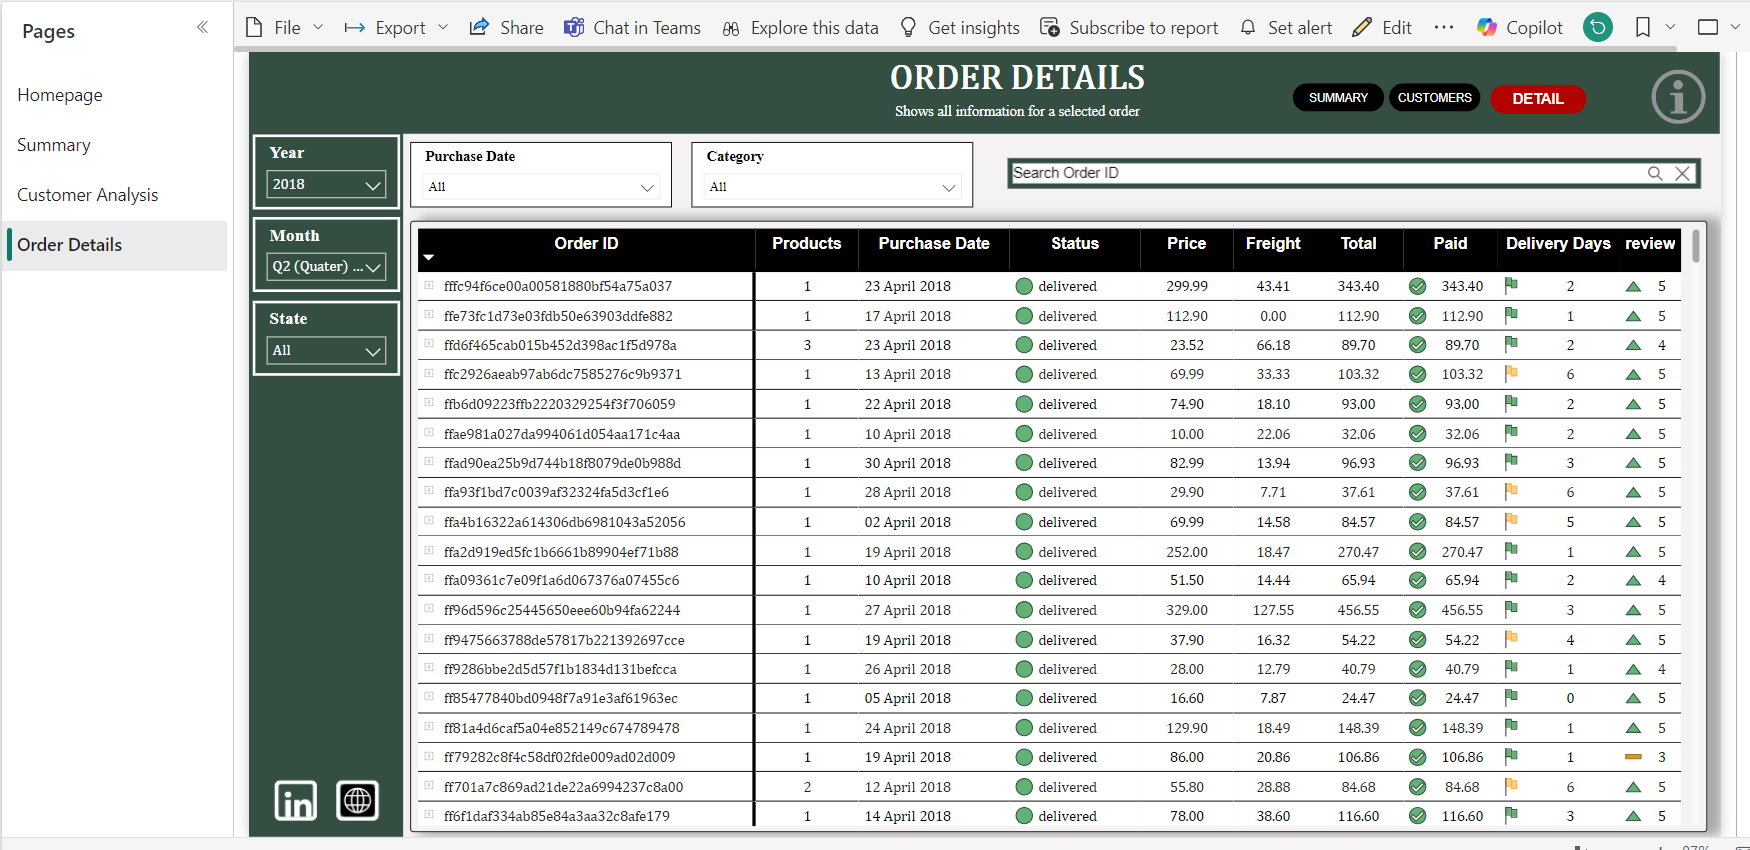 Pages
File
Export
Share
Chat in Teams
Explore this data
Get insights
Subscribe to report
Set alert
Edit
Copilot
Homepage
Summary
Customer Analysis
Order Details
ORDER DETAILS
Shows all information for a selected order
SUMMARY
CUSTOMERS
DETAIL
Year
2018
Month
Q2 (Quater) ...
State
All
Purchase Date
All
Category
All
Search Order ID
Order ID Products Purchase Date Status Price Freight Total Paid Delivery Days review
fffc94f6ce00a00581880bf54a75a037 1 23 April 2018 delivered 299.99 43.41 343.40 343.40 2 5
ffe73fc1d73e03fdb50e63903ddfe882 1 17 April 2018 delivered 112.90 0.00 112.90 112.90 1 5
ffd6f465cab015b452d398ac1f5d978a 3 23 April 2018 delivered 23.52 66.18 89.70 89.70 2 4
ffc2926aeab97ab6dc7585276c9b9371 1 13 April 2018 delivered 69.99 33.33 103.32 103.32 6 5
ffb6d09223ffb2220329254f3f706059 1 22 April 2018 delivered 74.90 18.10 93.00 93.00 2 5
ffae981a027da994061d054aa171c4aa 1 10 April 2018 delivered 10.00 22.06 32.06 32.06 2 5
ffad90ea25b9d744b18f8079de0b988d 1 30 April 2018 delivered 82.99 13.94 96.93 96.93 3 5
ffa93f1bd7c0039af32324fa5d3cf1e6 1 28 April 2018 delivered 29.90 7.71 37.61 37.61 6 5
ffa4b16322a614306db6981043a52056 1 02 April 2018 delivered 69.99 14.58 84.57 84.57 5 5
ffa2d919ed5fc1b6661b89904ef71b88 1 19 April 2018 delivered 252.00 18.47 270.47 270.47 1 5
ffa09361c7e09f1a6d067376a07455c6 1 10 April 2018 delivered 51.50 14.44 65.94 65.94 2 4
ff96d596c25445650eee60b94fa62244 1 27 April 2018 delivered 329.00 127.55 456.55 456.55 3 5
ff9475663788de57817b221392697cce 1 19 April 2018 delivered 37.90 16.32 54.22 54.22 4 5
ff9286bbe2d5d57f1b1834d131befcca 1 26 April 2018 delivered 28.00 12.79 40.79 40.79 1 4
ff85477840bd0948f7a91e3af61963ec 1 05 April 2018 delivered 16.60 7.87 24.47 24.47 0 5
ff81a4d6caf5a04e852149c674789478 1 24 April 2018 delivered 129.90 18.49 148.39 148.39 1 5
ff79282c8f4c58df02fde009ad02d009 1 19 April 2018 delivered 86.00 20.86 106.86 106.86 1 3
ff701a7c869ad21de22a6994237c8a00 2 12 April 2018 delivered 55.80 28.88 84.68 84.68 6 5
ff6f1daf334ab85e84a3aa32c8afe179 1 14 April 2018 delivered 78.00 38.60 116.60 116.60 3 5
in